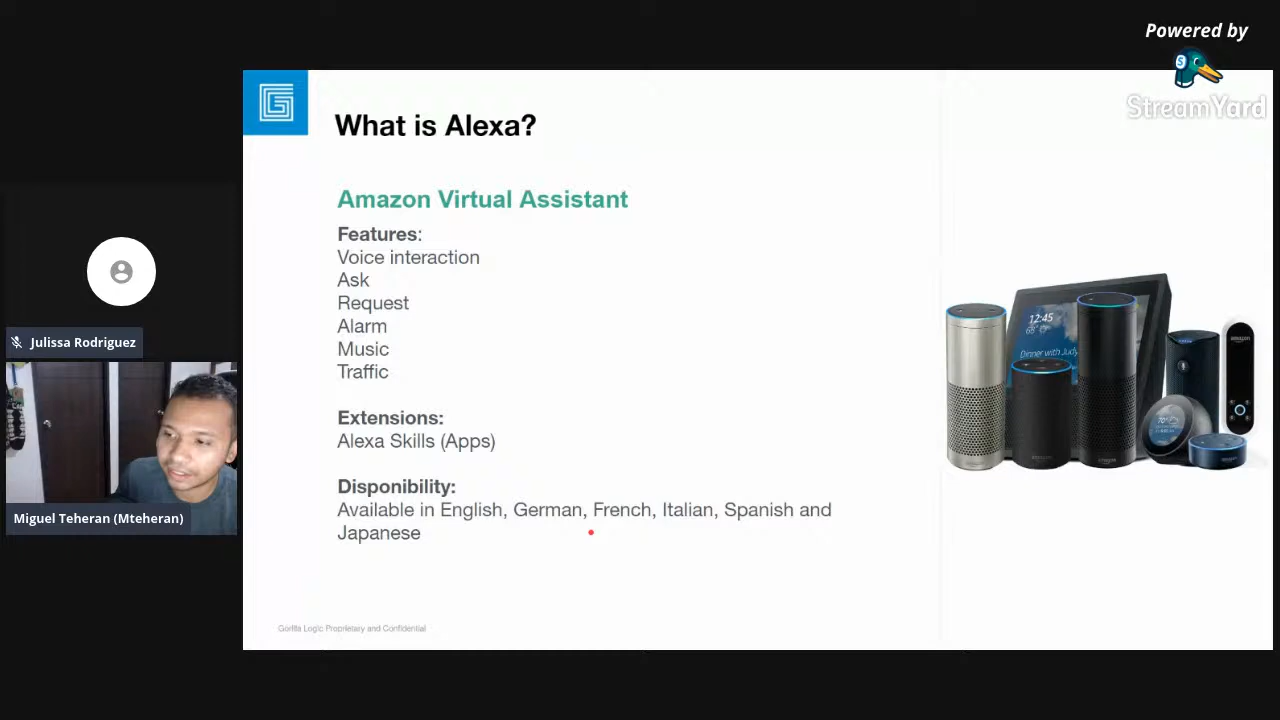 Powered by
StreamYard
What is Alexa?
Amazon Virtual Assistant
Features:
Voice interaction
Ask
Request
Alarm
Music
Traffic
Extensions:
Alexa Skills (Apps)
Disponibility:
Available in English, German, French, Italian, Spanish and
Japanese
Gorilla Logic Proprietary and Confidential
12:45
Dinner with Judy
Julissa Rodriguez
Miguel Teheran (Mteheran)